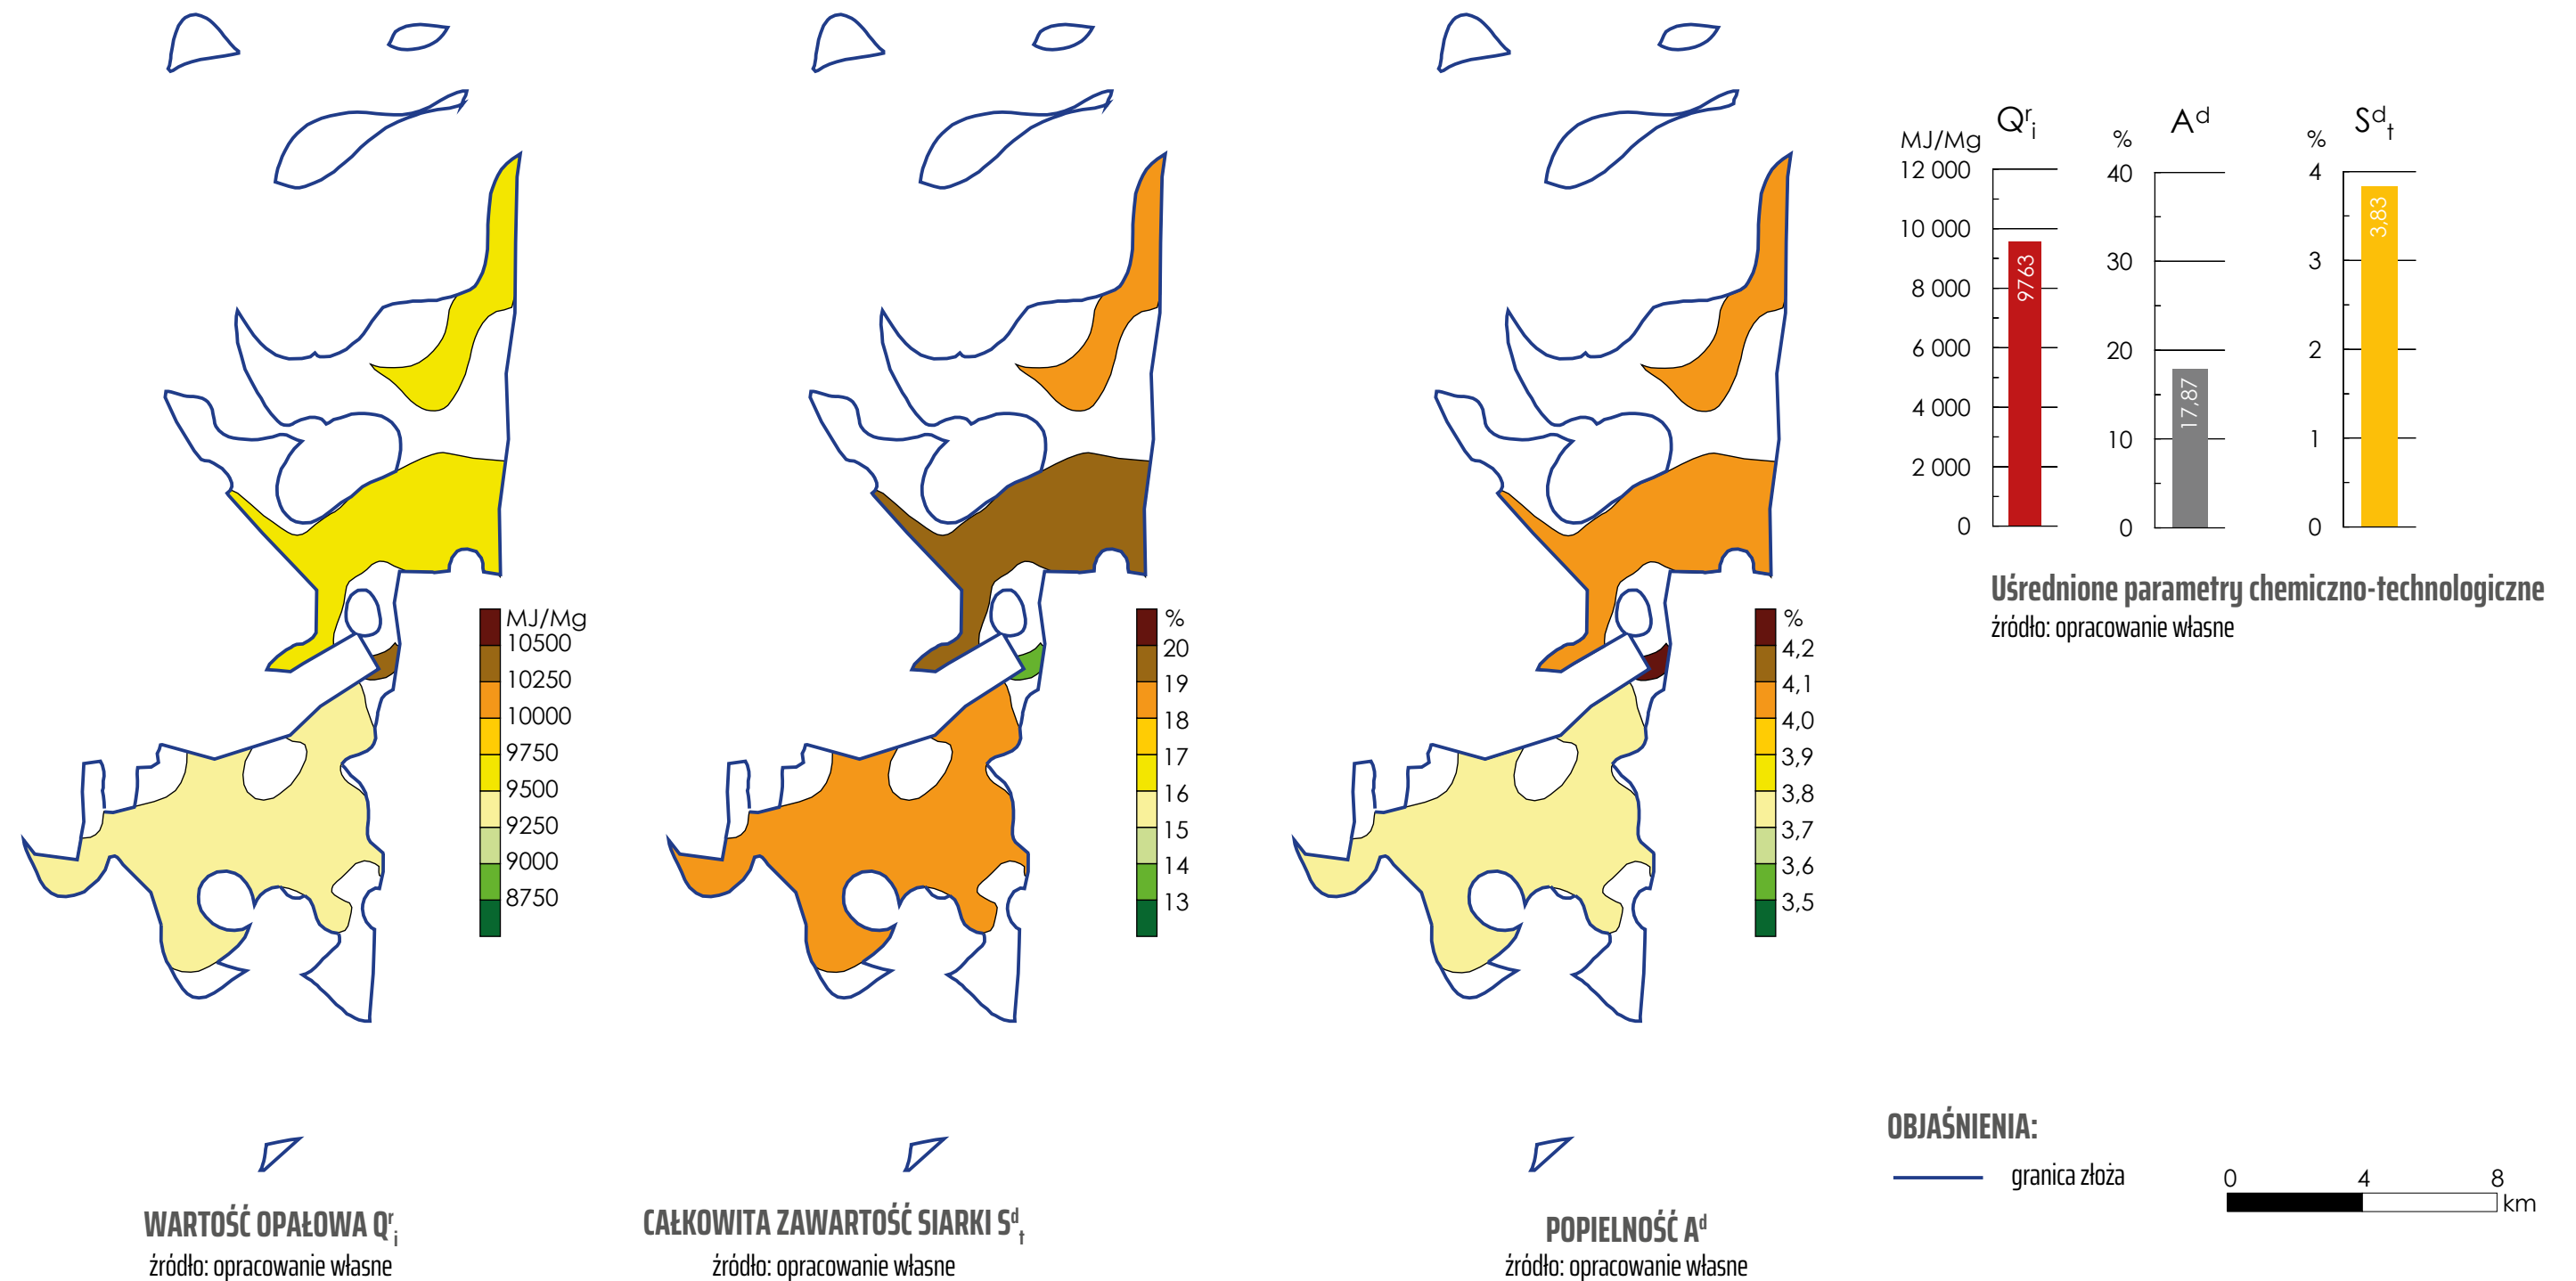 MJ/Mg
10500
10250
10000
9750
9500
9250
9000
8750
WARTOŚĆ OPAŁOWA Qʳᵢ
źródło: opracowanie własne
%
20
19
18
17
16
15
14
13
CAŁKOWITA ZAWARTOŚĆ SIARKI Sᵈₜ
źródło: opracowanie własne
%
4,2
4,1
4,0
3,9
3,8
3,7
3,6
3,5
POPIELNOŚĆ Aᵈ
źródło: opracowanie własne
Qʳᵢ
MJ/Mg
12 000
10 000
8 000
6 000
4 000
2 000
0
9763
Aᵈ
%
40
30
20
10
0
17,87
Sᵈₜ
%
4
3
2
1
0
3,83
Uśrednione parametry chemiczno-technologiczne
źródło: opracowanie własne
OBJAŚNIENIA:
granica złoża
0 4 8
km